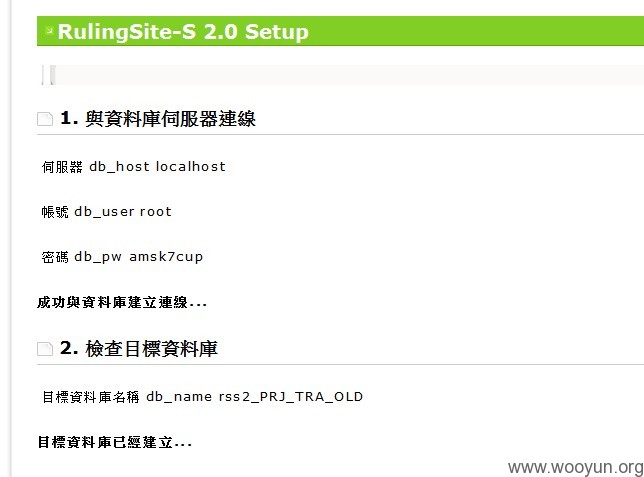 RulingSite-S 2.0 Setup
1. 與資料庫伺服器連線
伺服器 db_host localhost
帳號 db_user root
密碼 db_pw amsk7cup
成功與資料庫建立連線...
2. 檢查目標資料庫
目標資料庫名稱 db_name rss2_PRJ_TRA_OLD
目標資料庫已經建立...
www.wooyun.org